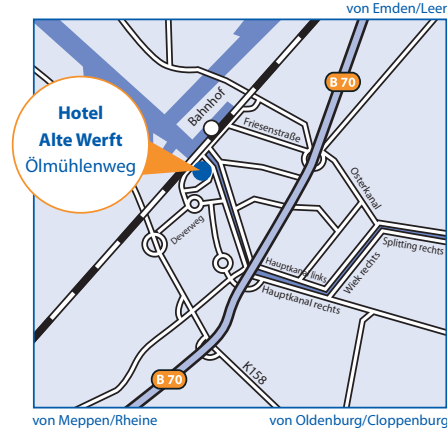 von Emden/Leer
B 70
Hotel
Alte Werft
Ölmühlenweg
Bahnhof
Friesenstraße
Osterkanal
Deverweg
Splitting rechts
Hauptkanal links
Wiek rechts
Hauptkanal rechts
K158
B 70
von Meppen/Rheine
von Oldenburg/Cloppenburg